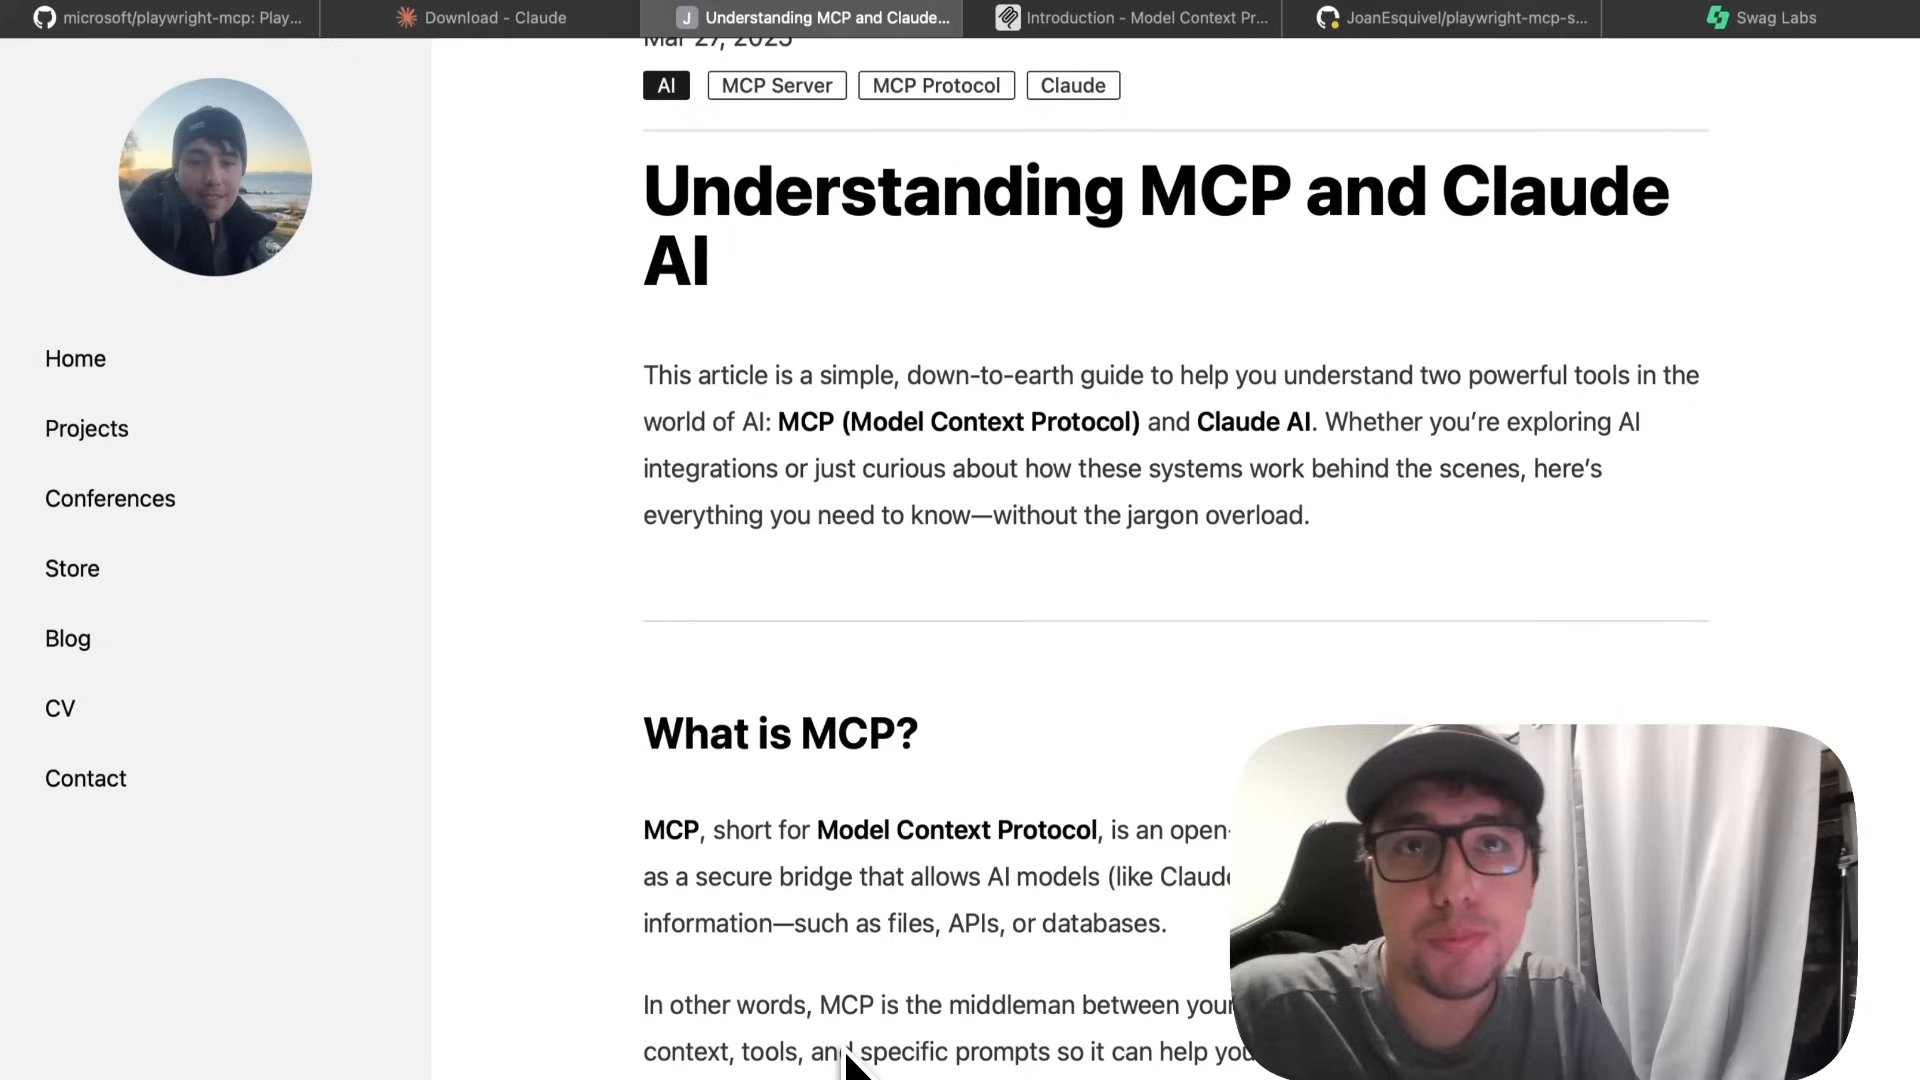 microsoft/playwright-mcp: Play...
Download - Claude
J Understanding MCP and Claude...
Introduction - Model Context Pr...
JoanEsquivel/playwright-mcp-s...
Swag Labs
Mar 27, 2025
AI MCP Server MCP Protocol Claude
Understanding MCP and Claude
AI
Home
Projects
Conferences
Store
Blog
CV
Contact
This article is a simple, down-to-earth guide to help you understand two powerful tools in the
world of AI: MCP (Model Context Protocol) and Claude AI. Whether you’re exploring AI
integrations or just curious about how these systems work behind the scenes, here’s
everything you need to know—without the jargon overload.
What is MCP?
MCP, short for Model Context Protocol, is an open-
as a secure bridge that allows AI models (like Claude
information—such as files, APIs, or databases.
In other words, MCP is the middleman between your
context, tools, and specific prompts so it can help you